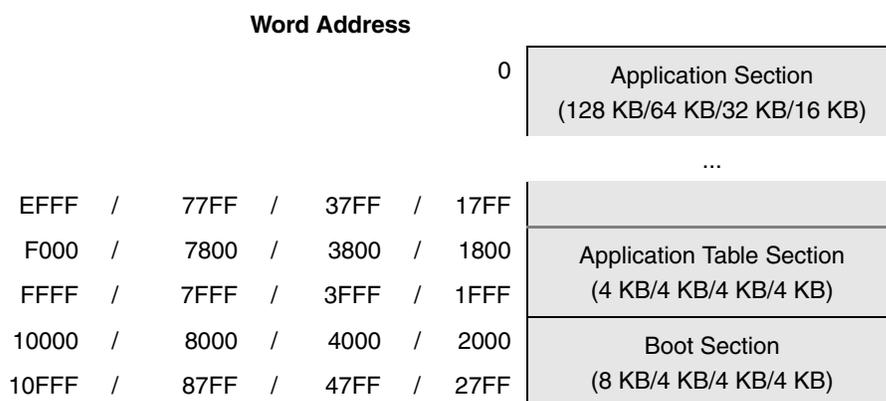 Word Address
0 Application Section
(128 KB/64 KB/32 KB/16 KB)
...
EFFF / 77FF / 37FF / 17FF
F000 / 7800 / 3800 / 1800 Application Table Section
FFFF / 7FFF / 3FFF / 1FFF (4 KB/4 KB/4 KB/4 KB)
10000 / 8000 / 4000 / 2000 Boot Section
10FFF / 87FF / 47FF / 27FF (8 KB/4 KB/4 KB/4 KB)